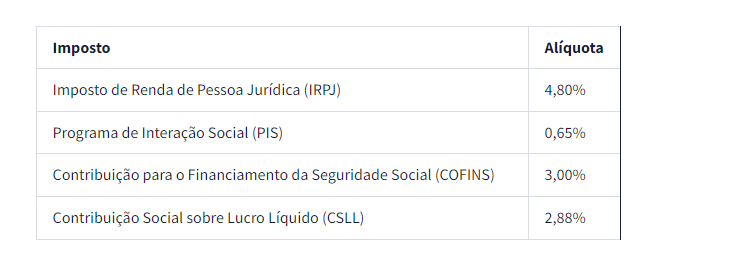 Imposto Alíquota
Imposto de Renda de Pessoa Jurídica (IRPJ) 4,80%
Programa de Interação Social (PIS) 0,65%
Contribuição para o Financiamento da Seguridade Social (COFINS) 3,00%
Contribuição Social sobre Lucro Líquido (CSLL) 2,88%